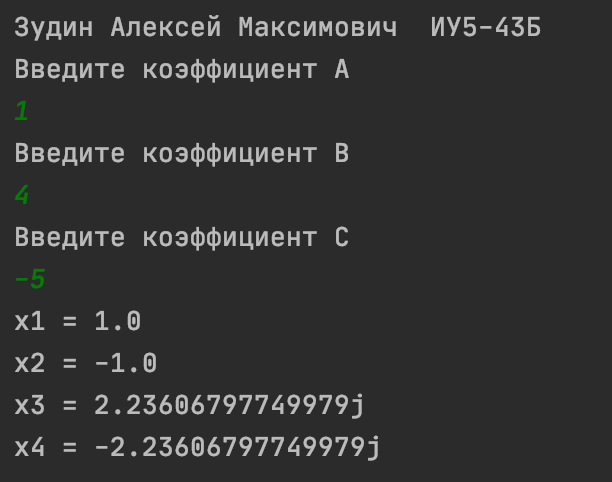 Зудин Алексей Максимович  ИУ5-43Б
Введите коэффициент A
1
Введите коэффициент B
4
Введите коэффициент C
-5
x1 = 1.0
x2 = -1.0
x3 = 2.23606797749979j
x4 = -2.23606797749979j